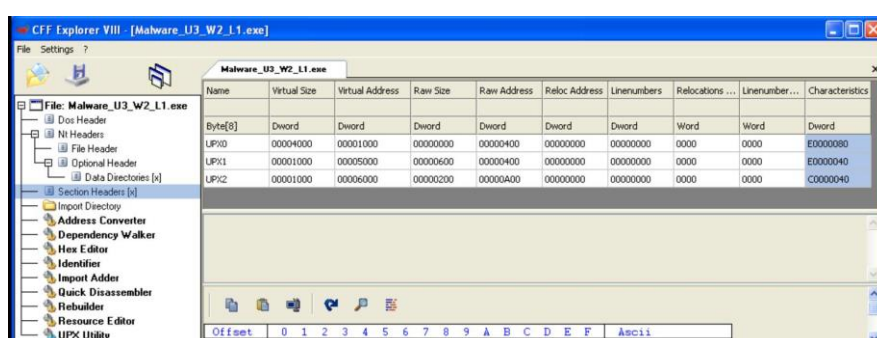 CFF Explorer VIII - [Malware_U3_W2_L1.exe]
File Settings ?
Malware_U3_W2_L1.exe
Name Virtual Size Virtual Address Raw Size Raw Address Reloc Address Linenumbers Relocations ... Linenumber... Characteristics
Byte[8] Dword Dword Dword Dword Dword Dword Word Word Dword
UPX0 00004000 00001000 00000000 00000400 00000000 00000000 0000 0000 E0000080
UPX1 00001000 00005000 00000600 00000400 00000000 00000000 0000 0000 E0000040
UPX2 00001000 00006000 00000200 00000A00 00000000 00000000 0000 0000 C0000040
File: Malware_U3_W2_L1.exe
Dos Header
Nt Headers
File Header
Optional Header
Data Directories [x]
Section Headers [x]
Import Directory
Address Converter
Dependency Walker
Hex Editor
Identifier
Import Adder
Quick Disassembler
Rebuilder
Resource Editor
UPX Utility
Offset 0 1 2 3 4 5 6 7 8 9 A B C D E F Ascii